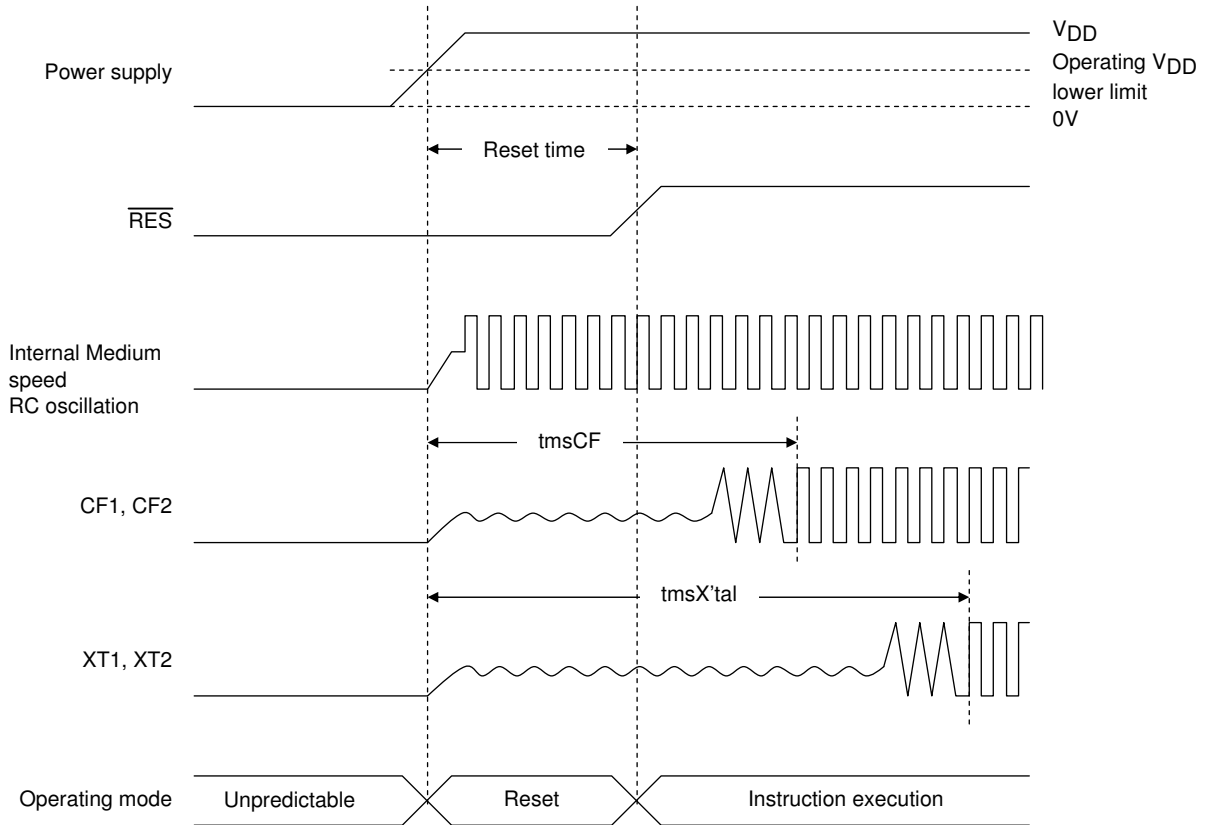 VDD
Power supply
Operating VDD
lower limit
0V
Reset time
RES
Internal Medium
speed
RC oscillation
tmsCF
CF1, CF2
tmsX'tal
XT1, XT2
Operating mode
Unpredictable
Reset
Instruction execution